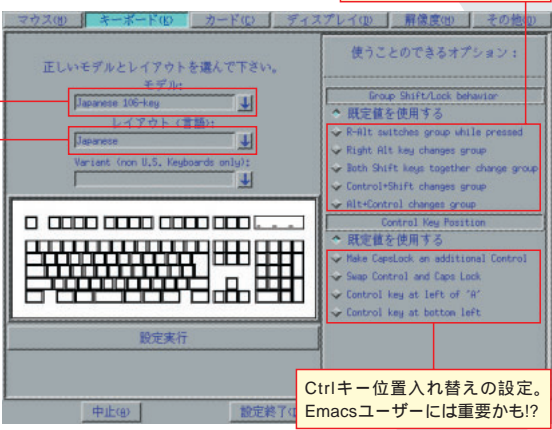 マウス(M) キーボード(K) カード(C) ディスプレイ(D) 解像度(H) その他(O)
正しいモデルとレイアウトを選んで下さい。
モデル:
Japanese 106-key
レイアウト (言語):
Japanese
Variant (non U.S. Keyboards only):
設定実行
使うことのできるオプション:
Group Shift/Lock behavior
既定値を使用する
R-Alt switches group while pressed
Right Alt key changes group
Both Shift keys together change group
Control+Shift changes group
Alt+Control changes group
Control Key Position
既定値を使用する
Make CapsLock an additional Control
Swap Control and Caps Lock
Control key at left of 'A'
Control key at bottom left
中止(A) 設定終了
Ctrlキー位置入れ替えの設定。
Emacsユーザーには重要かも!?